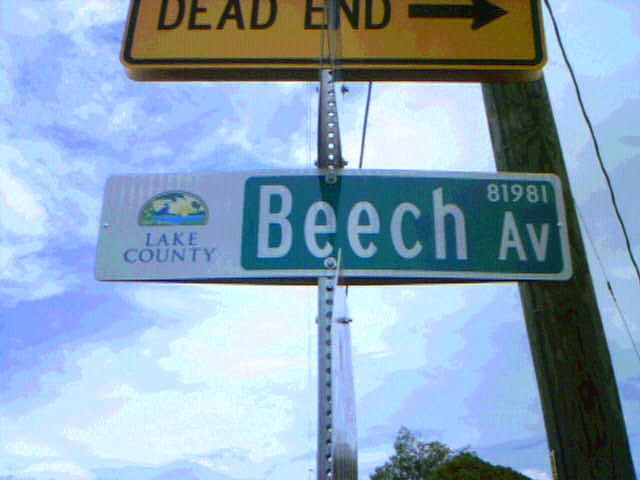 DEAD END
LAKE
COUNTY
Beech Av
81981